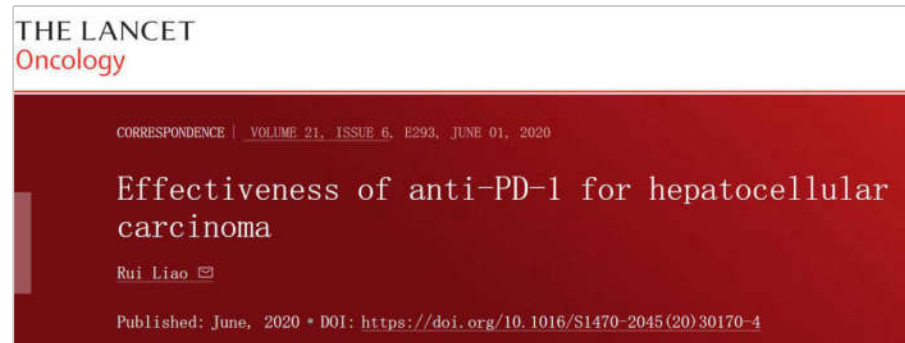 THE LANCET
Oncology
CORRESPONDENCE | VOLUME 21, ISSUE 6, E293, JUNE 01, 2020
Effectiveness of anti-PD-1 for hepatocellular
carcinoma
Rui Liao
Published: June, 2020 • DOI: https://doi.org/10.1016/S1470-2045(20)30170-4